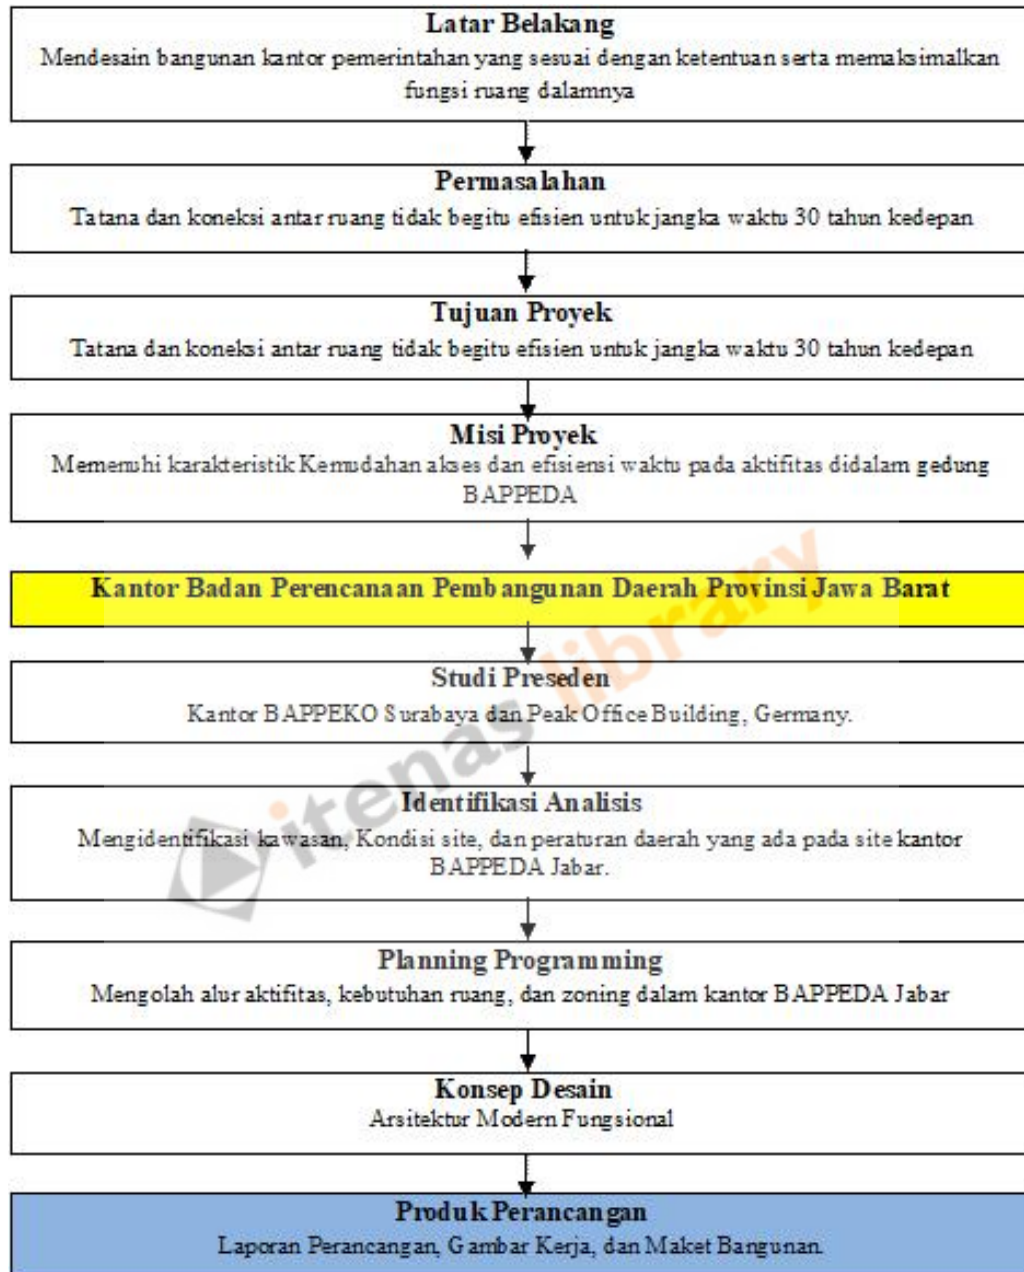 Latar Belakang
Mendesain bangunan kantor pemerintahan yang sesuai dengan ketentuan serta memaksimalkan
fungsi ruang dalamnya
Permasalahan
Tatana dan koneksi antar ruang tidak begitu efisien untuk jangka waktu 30 tahun kedepan
Tujuan Proyek
Tatana dan koneksi antar ruang tidak begitu efisien untuk jangka waktu 30 tahun kedepan
Misi Proyek
Memenuhi karakteristik Kemudahan akses dan efisiensi waktu pada aktifitas didalam gedung
BAPPEDA
Kantor Badan Perencanaan Pembangunan Daerah Provinsi Jawa Barat
Studi Preseden
Kantor BAPPEKO Surabaya dan Peak Office Building, Germany.
Identifikasi Analisis
Mengidentifikasi kawasan, Kondisi site, dan peraturan daerah yang ada pada site kantor
BAPPEDA Jabar.
Planning Programming
Mengolah alur aktifitas, kebutuhan ruang, dan zoning dalam kantor BAPPEDA Jabar
Konsep Desain
Arsitektur Modern Fungsional
Produk Perancangan
Laporan Perancangan, Gambar Kerja, dan Maket Bangunan.
itenas library